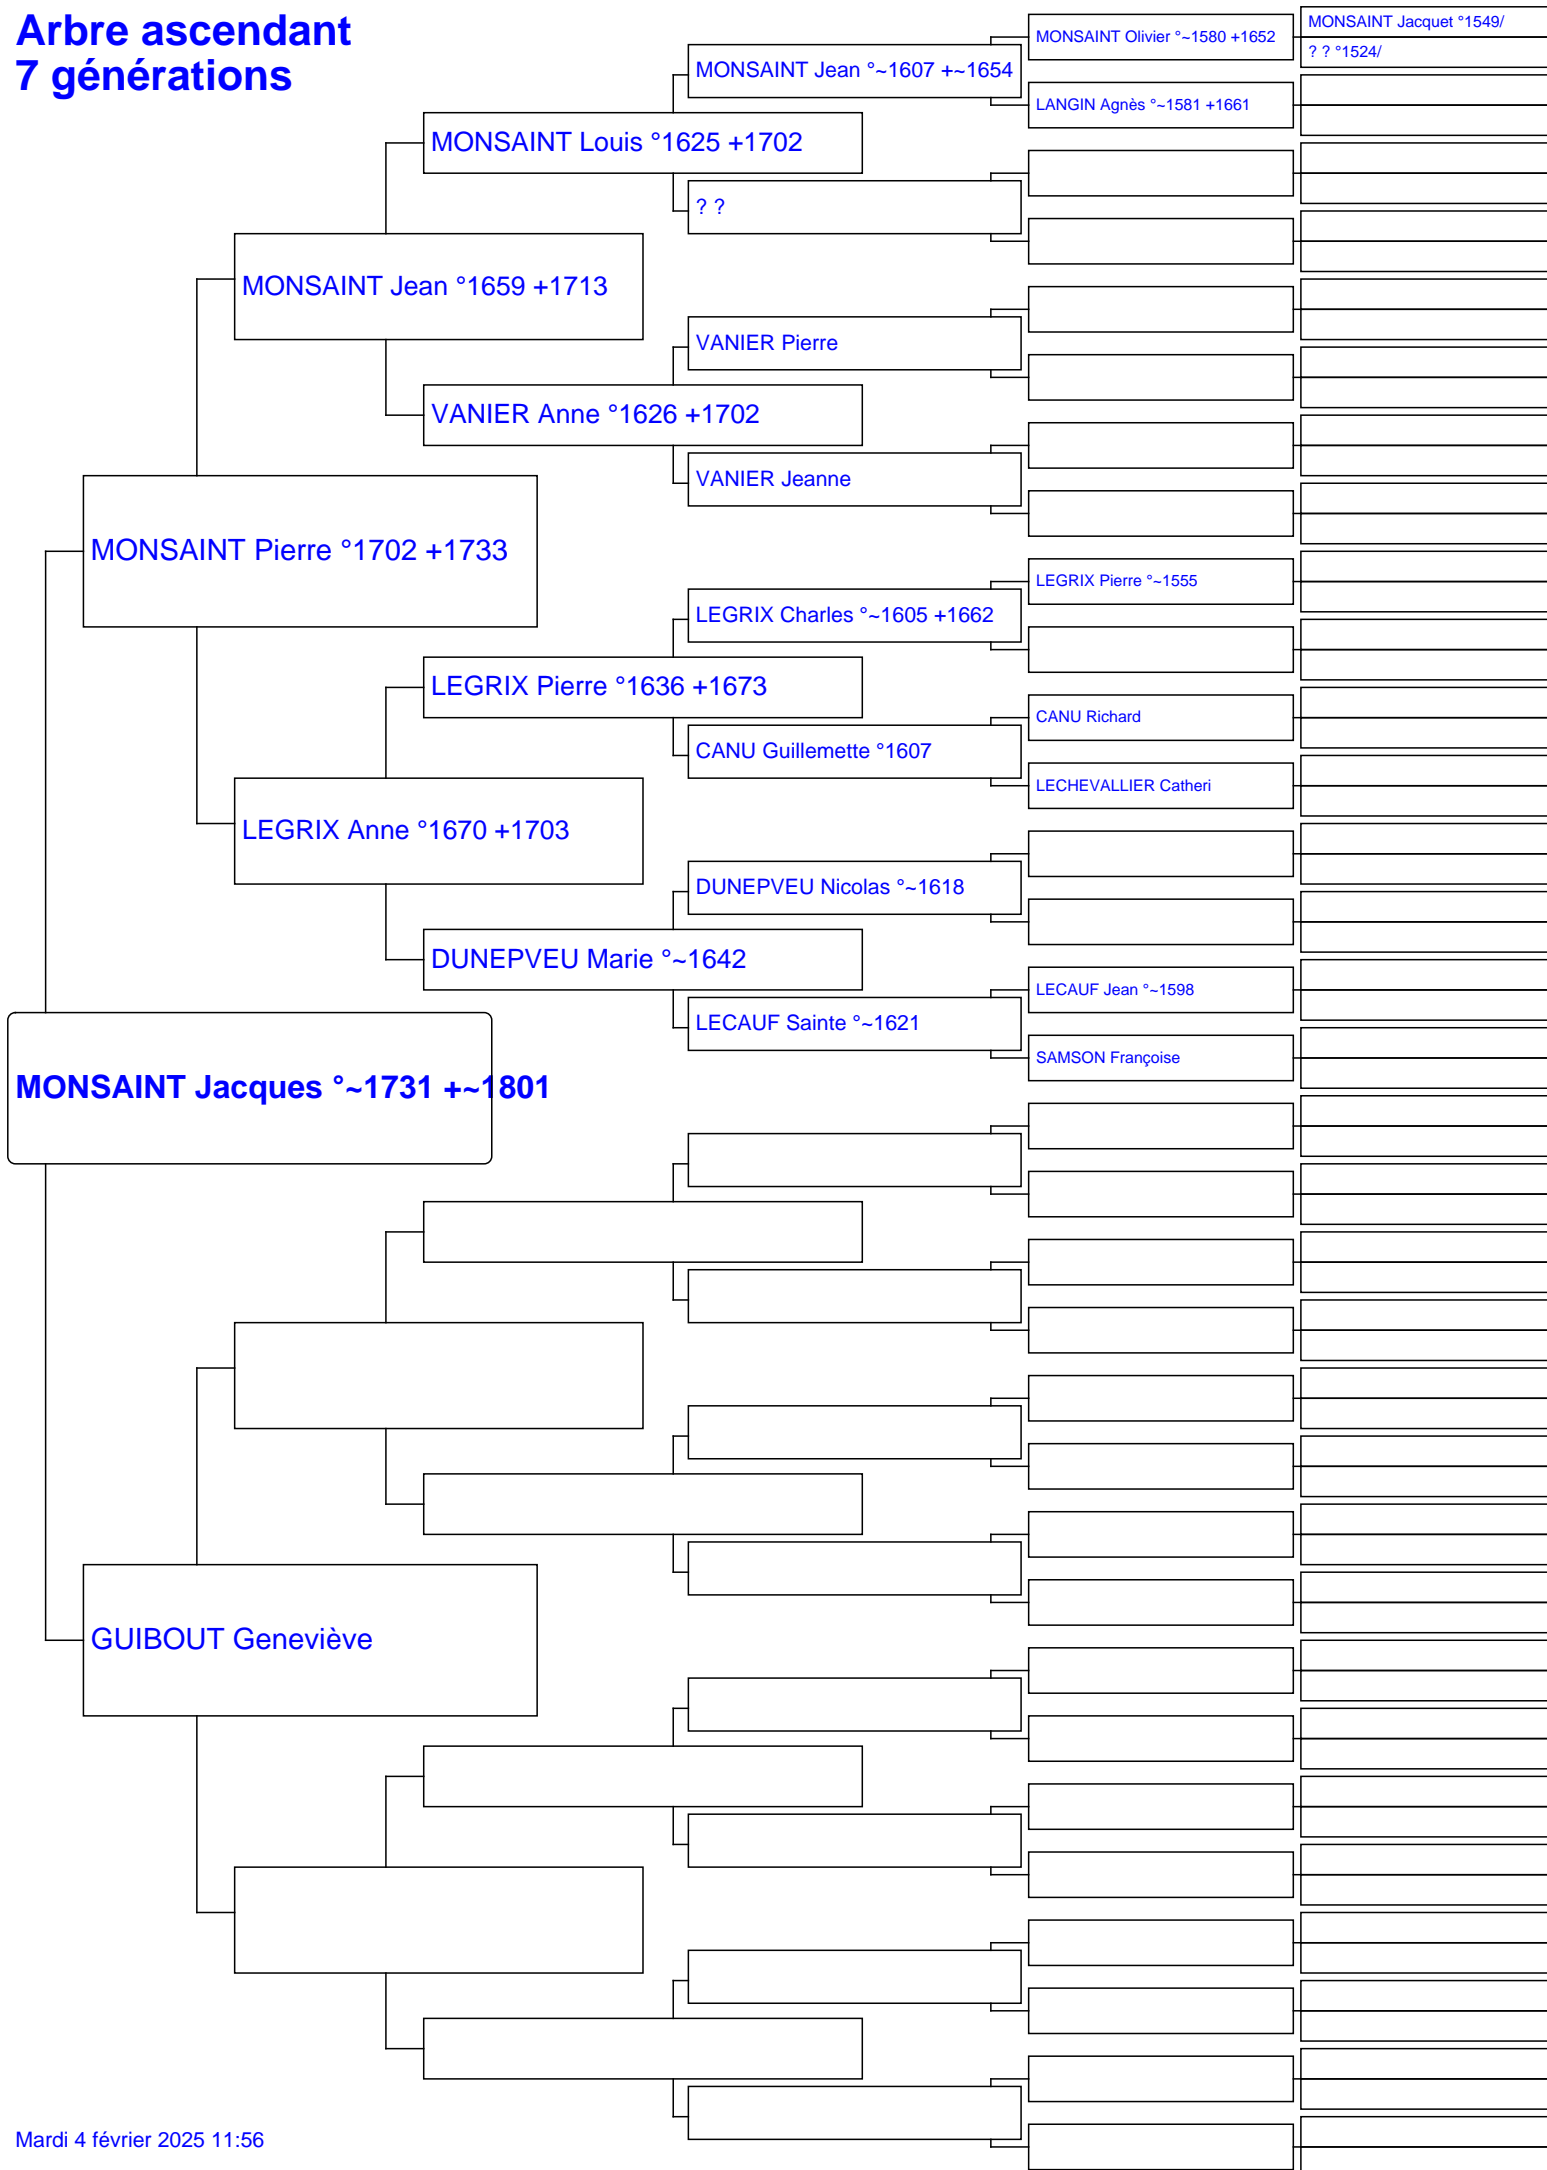 Arbre ascendant
7 générations
MONSAINT Jacquet °1549/
MONSAINT Olivier °~1580 +1652
? ? °1524/
MONSAINT Jean °~1607 +~1654
LANGIN Agnès °~1581 +1661
MONSAINT Louis °1625 +1702
? ?
MONSAINT Jean °1659 +1713
VANIER Pierre
VANIER Anne °1626 +1702
VANIER Jeanne
MONSAINT Pierre °1702 +1733
LEGRIX Pierre °~1555
LEGRIX Charles °~1605 +1662
LEGRIX Pierre °1636 +1673
CANU Richard
CANU Guillemette °1607
LECHEVALLIER Catheri
LEGRIX Anne °1670 +1703
DUNEPVEU Nicolas °~1618
DUNEPVEU Marie °~1642
LECAUF Jean °~1598
LECAUF Sainte °~1621
SAMSON Françoise
MONSAINT Jacques °~1731 +~1801
GUIBOUT Geneviève
Mardi 4 février 2025 11:56